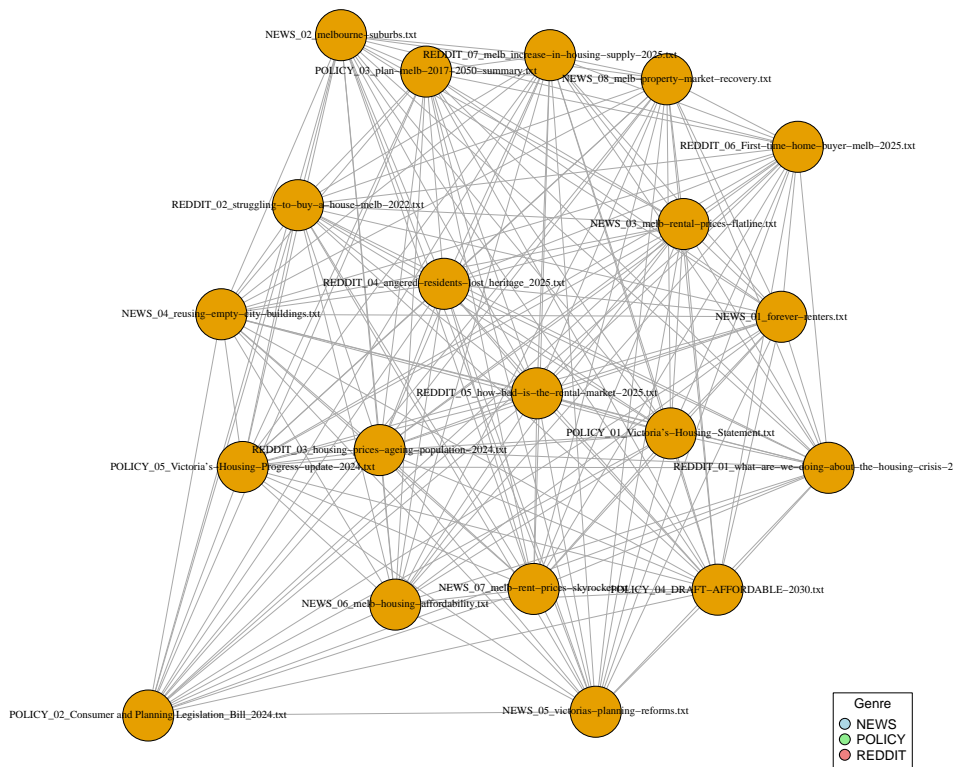 NEWS_02_melbourne−suburbs.txt
REDDIT_07_melb_increase−in−housing−supply−2025.txt
POLICY_03_plan−melb−2017−2050−summary.txt
NEWS_08_melb−property−market−recovery.txt
REDDIT_06_First−time−home−buyer−melb−2025.txt
REDDIT_02_struggling−to−buy−a−house−melb−2022.txt
NEWS_03_melb−rental−prices−flatline.txt
REDDIT_04_angered−residents−lost_heritage_2025.txt
NEWS_04_reusing−empty−city−buildings.txt
NEWS_01_forever−renters.txt
REDDIT_05_how−bad−is−the−rental−market−2025.txt
POLICY_01_Victoria's−Housing−Statement.txt
REDDIT_03_housing−prices−ageing−population−2024.txt
POLICY_05_Victoria's−Housing−Progress−update−2024.txt
REDDIT_01_what−are−we−doing−about−the−housing−crisis−2
NEWS_07_melb−rent−prices−skyrocket
POLICY_04_DRAFT−AFFORDABLE−2030.txt
NEWS_06_melb−housing−affordability.txt
POLICY_02_Consumer and Planning Legislation_Bill_2024.txt
NEWS_05_victorias−planning−reforms.txt
Genre
NEWS
POLICY
REDDIT